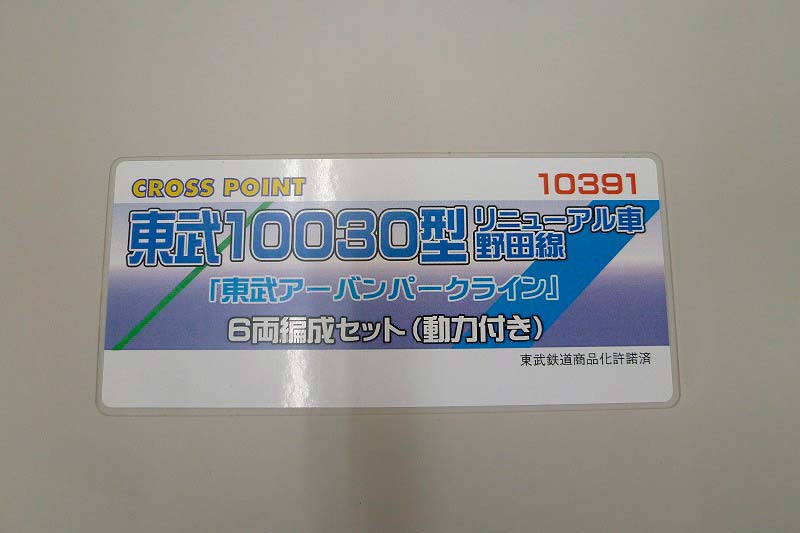 CROSS POINT 10391
東武10030型 リニューアル車
野田線
「東武アーバンパークライン」
6両編成セット(動力付き)
東武鉄道商品化許諾済